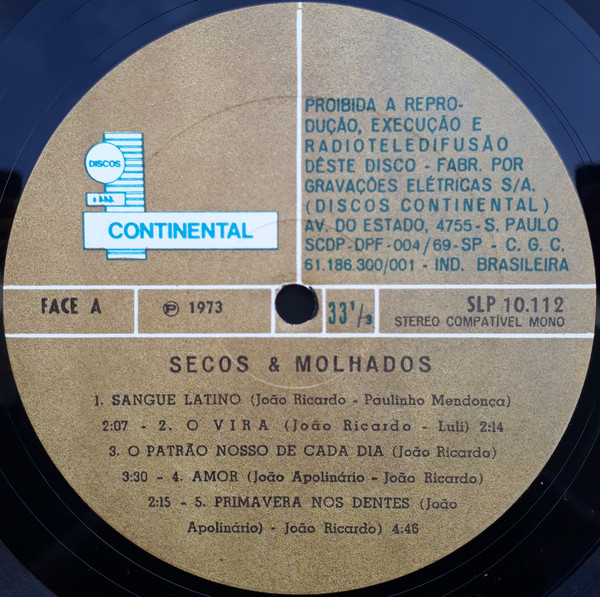 PROIBIDA A REPRO-
DUÇÃO, EXECUÇÃO E
RADIOTELEDIFUSÃO
DÊSTE DISCO - FABR. POR
GRAVAÇÕES ELÉTRICAS S/A.
(DISCOS CONTINENTAL)
AV. DO ESTADO, 4755 - S. PAULO
SCDP-DPF-004/69-SP - C. G. C.
61.186.300/001 - IND. BRASILEIRA
DISCOS
CONTINENTAL
FACE A
Ⓟ 1973
33 1/3
SLP 10.112
STEREO COMPATÍVEL MONO
SECOS & MOLHADOS
1. SANGUE LATINO (João Ricardo - Paulinho Mendonça)
2:07 - 2. O VIRA (João Ricardo - Luli) 2:14
3. O PATRÃO NOSSO DE CADA DIA (João Ricardo)
3:30 - 4. AMOR (João Apolinário - João Ricardo)
2:15 - 5. PRIMAVERA NOS DENTES (João
Apolinário) - João Ricardo) 4:46